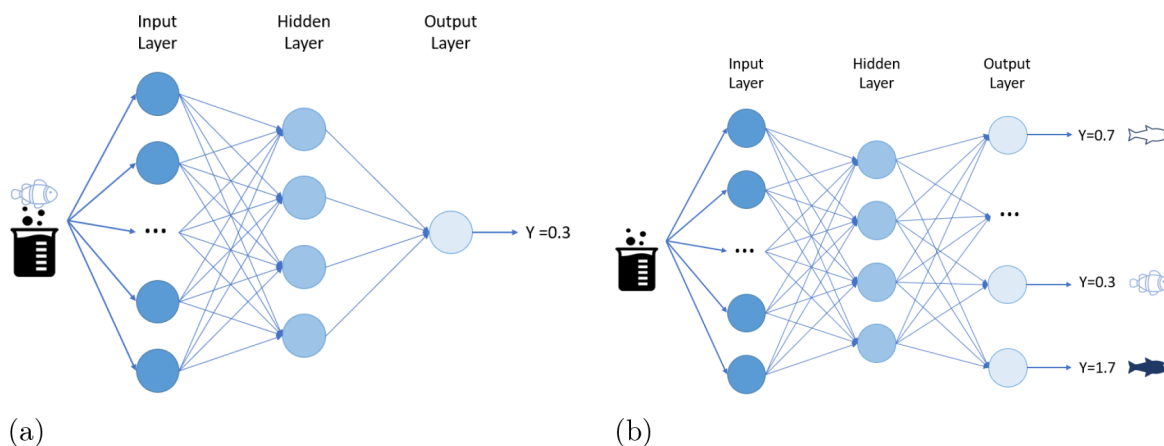 Input
Layer
Hidden
Layer
Output
Layer
...
Y =0.3
(a)
Input
Layer
Hidden
Layer
Output
Layer
Y=0.7
...
...
Y=0.3
Y=1.7
(b)